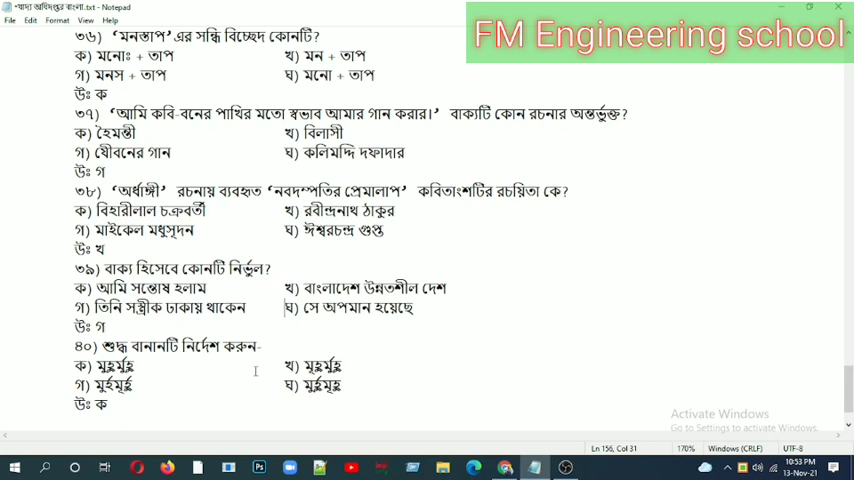 *খাদ্য অধিদপ্তর বাংলা.txt - Notepad
File Edit Format View Help
FM Engineering school
৩৬) ‘মনস্তাপ’ এর সন্ধি বিচ্ছেদ কোনটি?
ক) মনোঃ + তাপ খ) মন + তাপ
গ) মনস + তাপ ঘ) মনো + তাপ
উঃ ক
৩৭) ‘আমি কবি-বনের পাখির মতো স্বভাব আমার গান করার।’ বাক্যটি কোন রচনার অন্তর্ভুক্ত?
ক) হৈমন্তী খ) বিলাসী
গ) যৌবনের গান ঘ) কলিমদ্দি দফাদার
উঃ গ
৩৮) ‘অর্ধাঙ্গী’ রচনায় ব্যবহৃত ‘নবদম্পতির প্রেমালাপ’ কবিতাংশটির রচয়িতা কে?
ক) বিহারীলাল চক্রবর্তী খ) রবীন্দ্রনাথ ঠাকুর
গ) মাইকেল মধুসূদন ঘ) ঈশ্বরচন্দ্র গুপ্ত
উঃ খ
৩৯) বাক্য হিসেবে কোনটি নির্ভুল?
ক) আমি সন্তোষ হলাম খ) বাংলাদেশ উন্নতশীল দেশ
গ) তিনি সস্ত্রীক ঢাকায় থাকেন ঘ) সে অপমান হয়েছে
উঃ গ
৪০) শুদ্ধ বানানটি নির্দেশ করুন-
ক) মুহুর্মুহু খ)
গ) ঘ)
উঃ ক
Activate Windows
Go to Settings to activate Windows.
Ln 156, Col 31 170% Windows (CRLF) UTF-8
10:53 PM
13-Nov-21